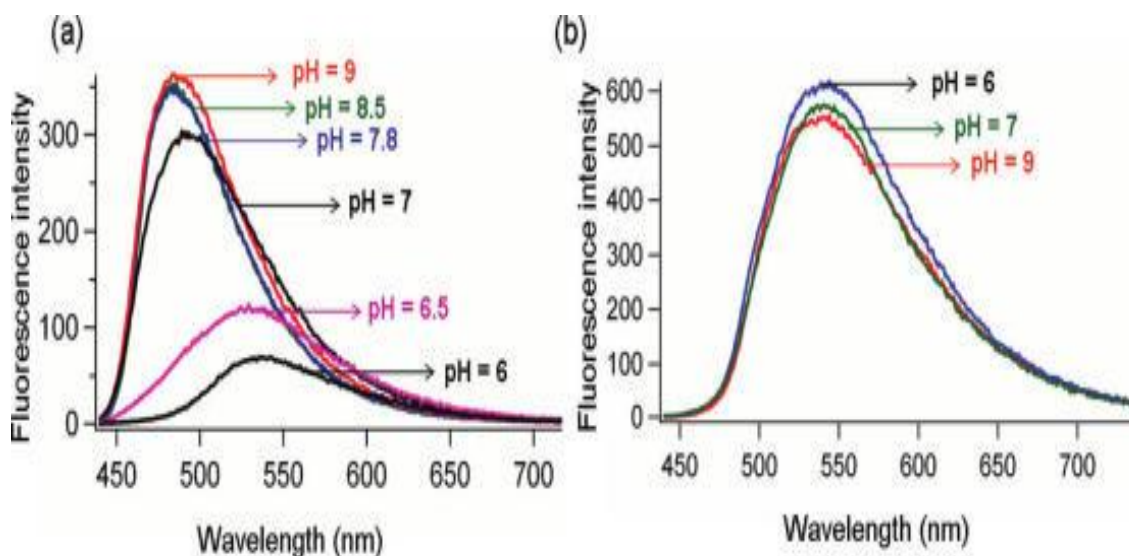 (a)
Fluorescence intensity
300
200
100
0
pH = 9
pH = 8.5
pH = 7.8
pH = 7
pH = 6.5
pH = 6
450 500 550 600 650 700
Wavelength (nm)
(b)
Fluorescence intensity
600
500
400
300
200
100
0
pH = 6
pH = 7
pH = 9
450 500 550 600 650 700
Wavelength (nm)